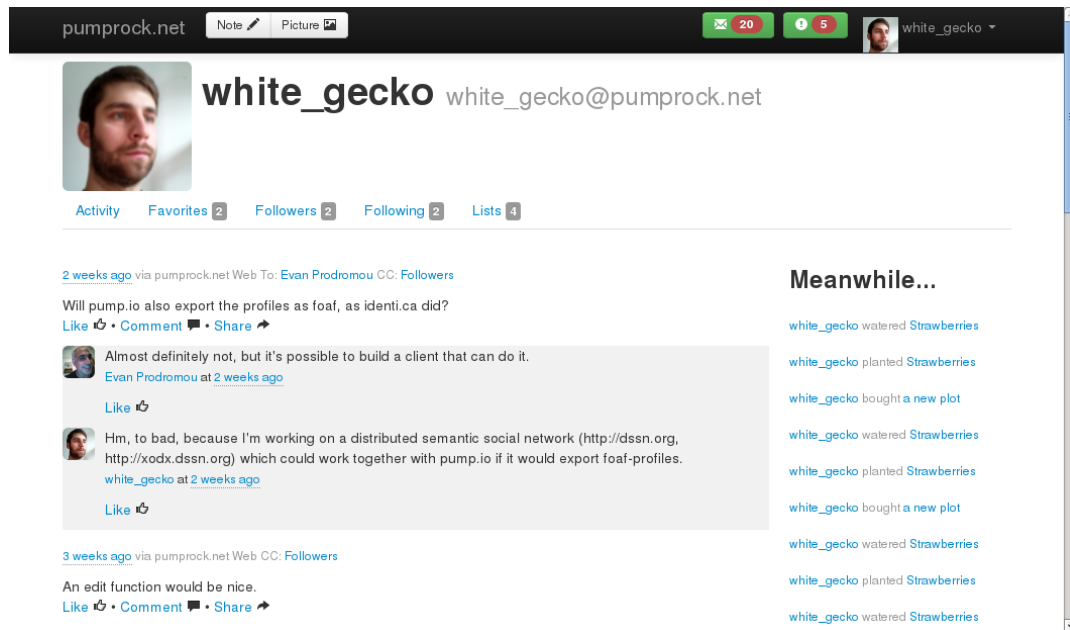 pumprock.net Note Picture 20 5 white_gecko
white_gecko white_gecko@pumprock.net
Activity Favorites 2 Followers 2 Following 2 Lists 4
2 weeks ago via pumprock.net Web To: Evan Prodromou CC: Followers
Will pump.io also export the profiles as foaf, as identi.ca did?
Like • Comment • Share
Almost definitely not, but it's possible to build a client that can do it.
Evan Prodromou at 2 weeks ago
Like
Hm, to bad, because I'm working on a distributed semantic social network (http://dssn.org,
http://xodx.dssn.org) which could work together with pump.io if it would export foaf-profiles.
white_gecko at 2 weeks ago
Like
3 weeks ago via pumprock.net Web CC: Followers
An edit function would be nice.
Like • Comment • Share
Meanwhile...
white_gecko watered Strawberries
white_gecko planted Strawberries
white_gecko bought a new plot
white_gecko watered Strawberries
white_gecko planted Strawberries
white_gecko bought a new plot
white_gecko watered Strawberries
white_gecko planted Strawberries
white_gecko watered Strawberries